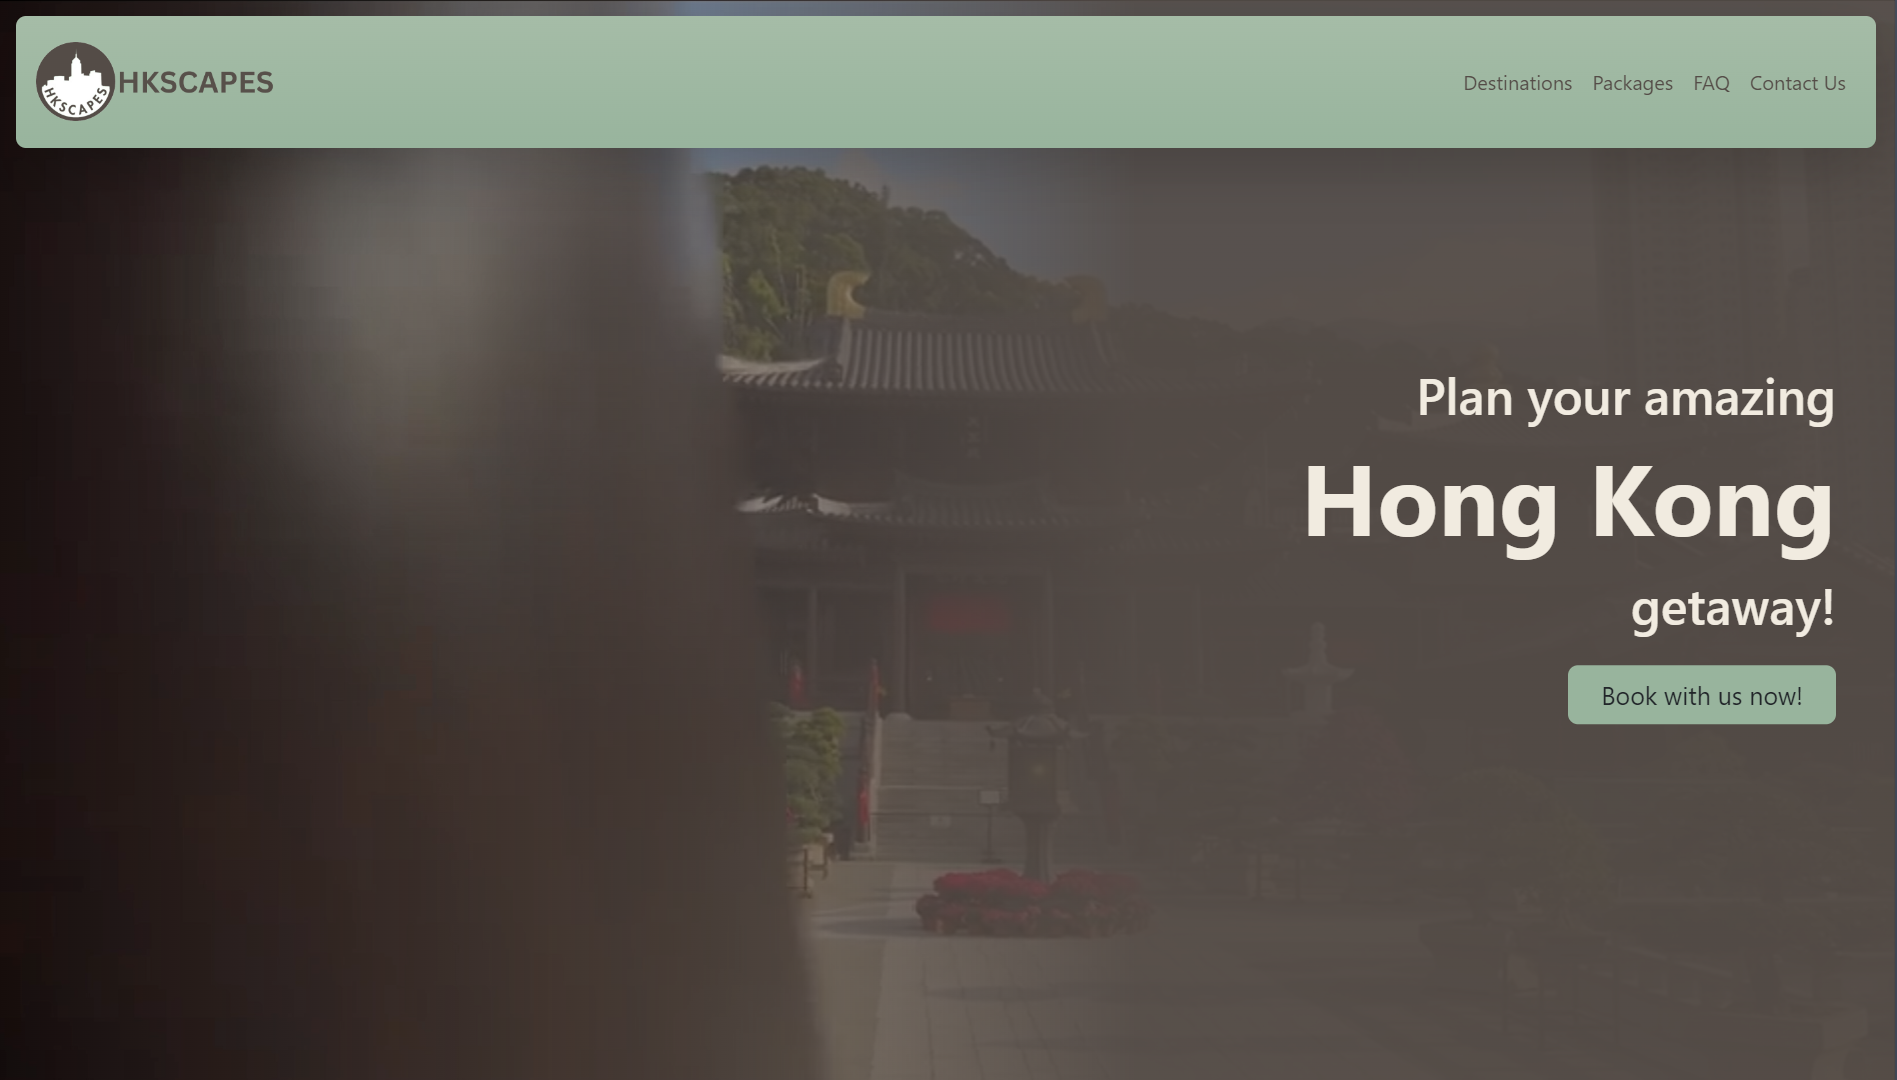 HKSCAPES
HKSCAPES
Destinations
Packages
FAQ
Contact Us
Plan your amazing
Hong Kong
getaway!
Book with us now!